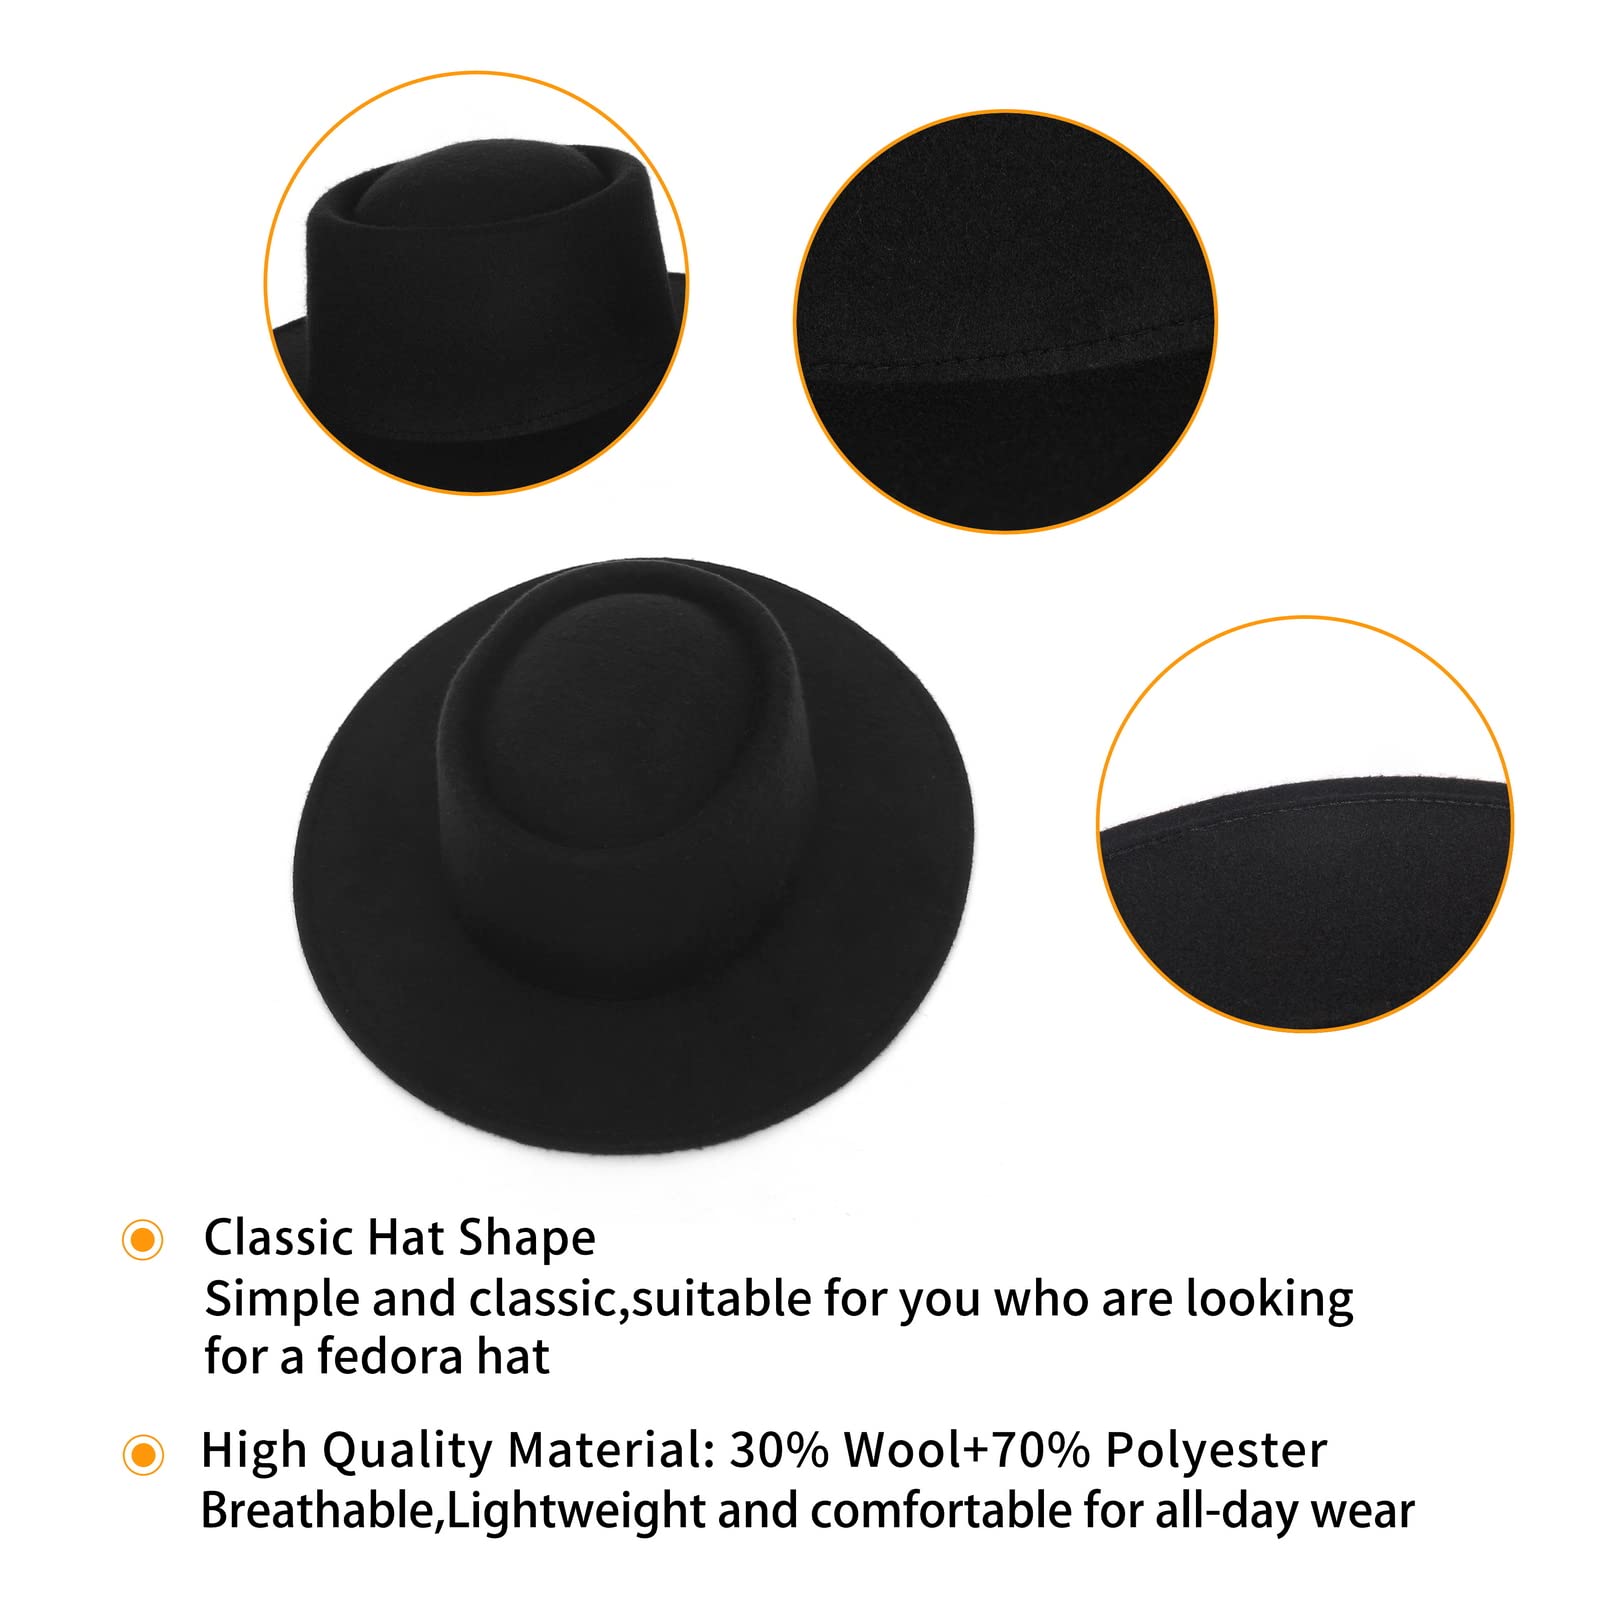 Classic Hat Shape
Simple and classic,suitable for you who are looking
for a fedora hat
High Quality Material: 30% Wool+70% Polyester
Breathable,Lightweight and comfortable for all-day wear